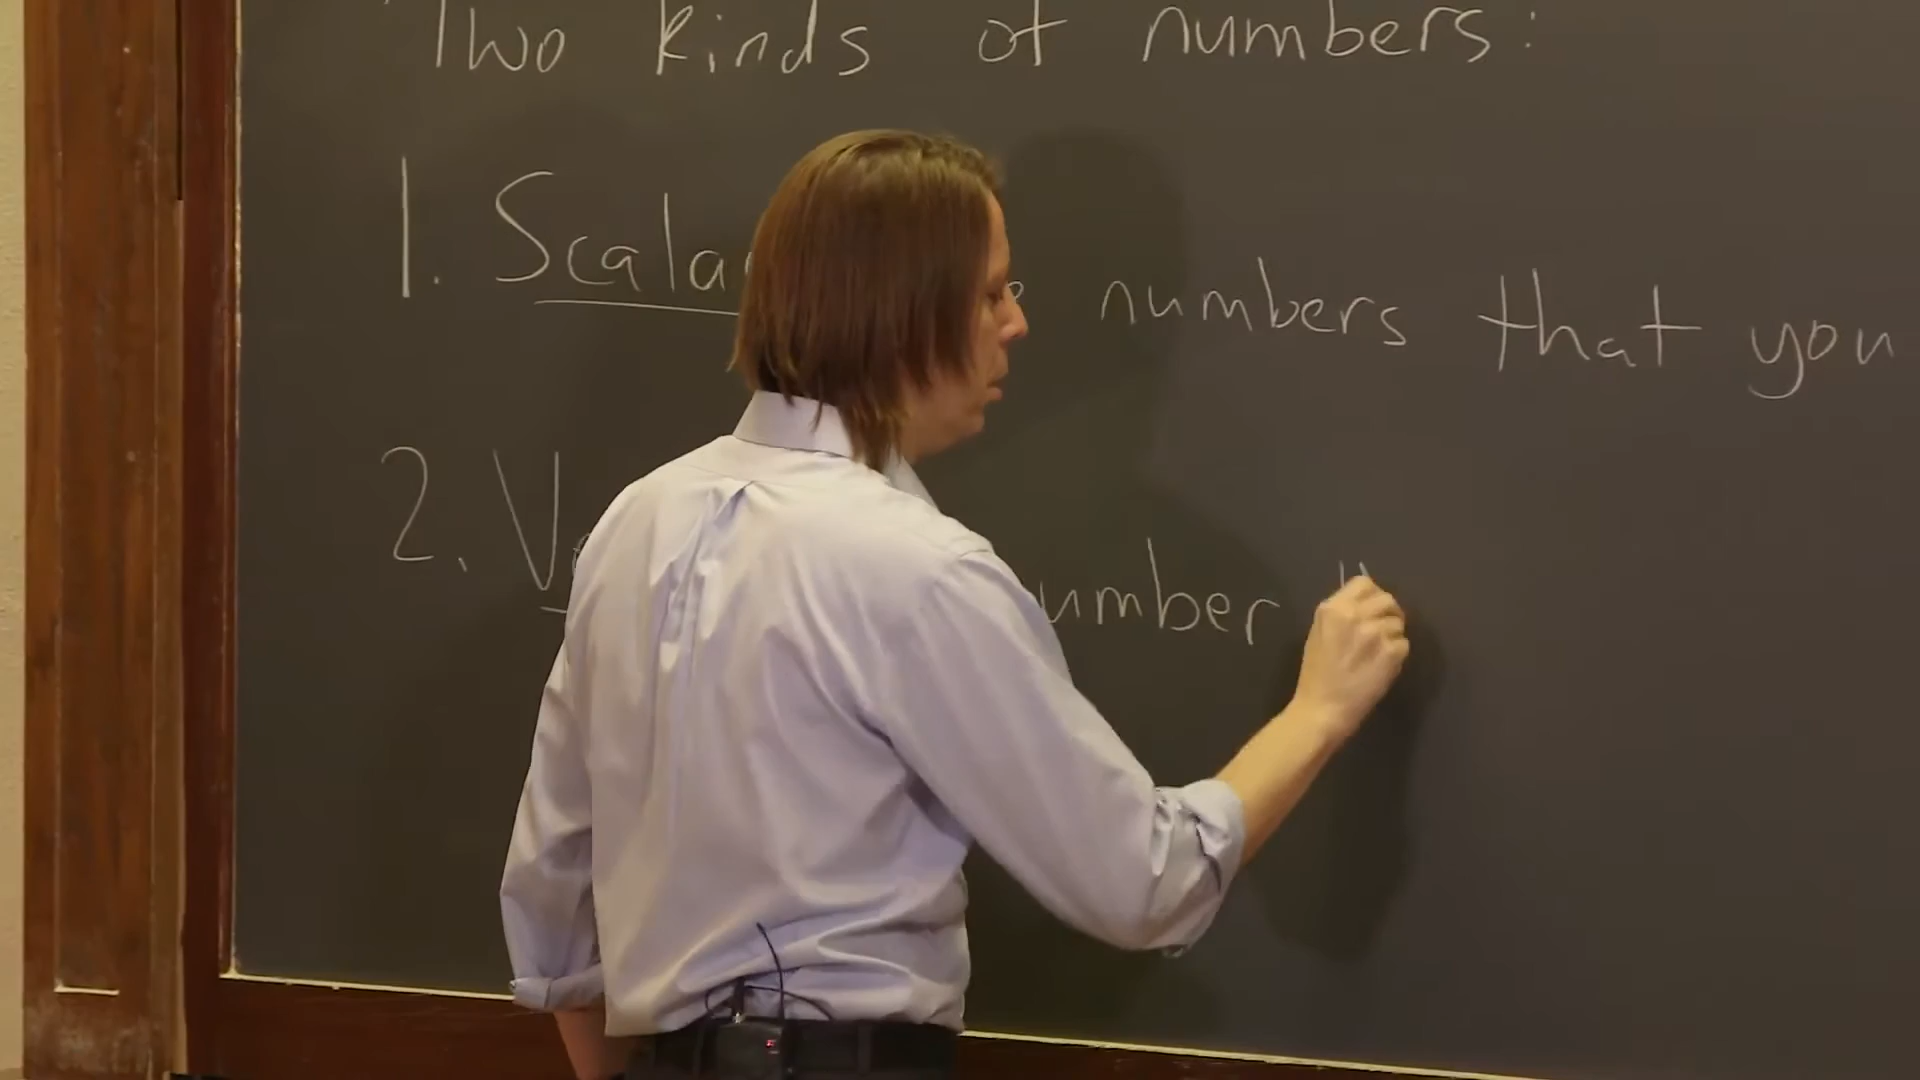 Two kinds of numbers:
1. Scala numbers that you
2. V umber